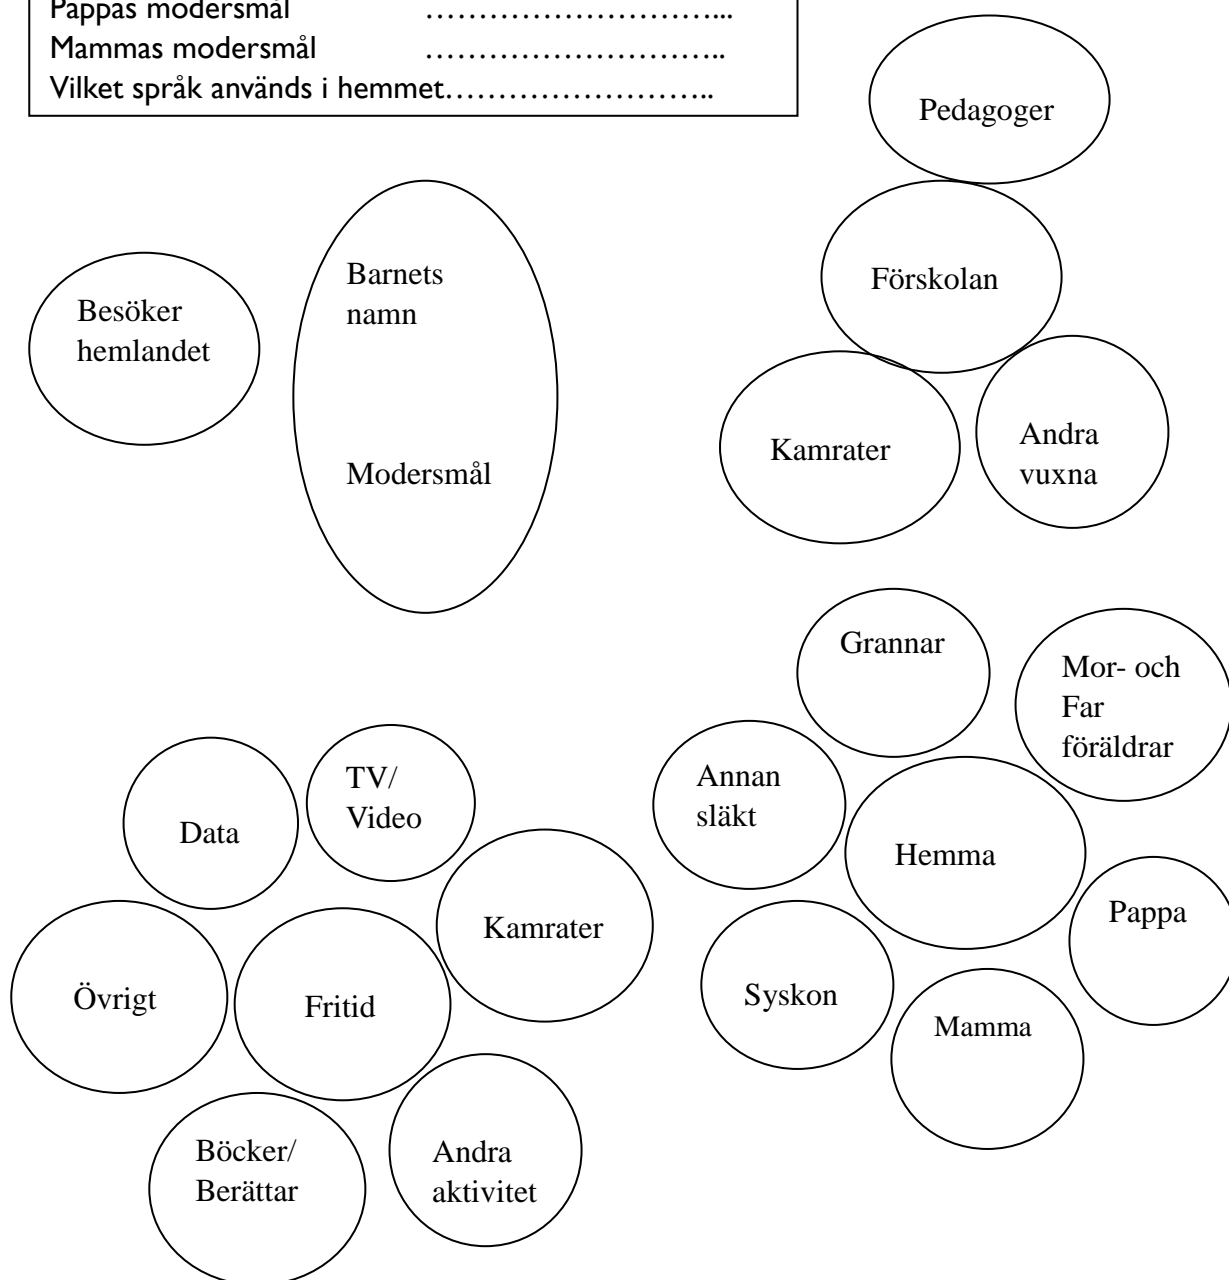 Pappas modersmål ………………………...
Mammas modersmål ………………………..
Vilket språk används i hemmet……………………..
Pedagoger
Förskolan
Kamrater
Andra
vuxna
Barnets
namn
Modersmål
Besöker
hemlandet
Grannar
Mor- och
Far
föräldrar
Annan
släkt
Hemma
Pappa
Syskon
Mamma
TV/
Video
Data
Kamrater
Övrigt
Fritid
Böcker/
Berättar
Andra
aktivitet